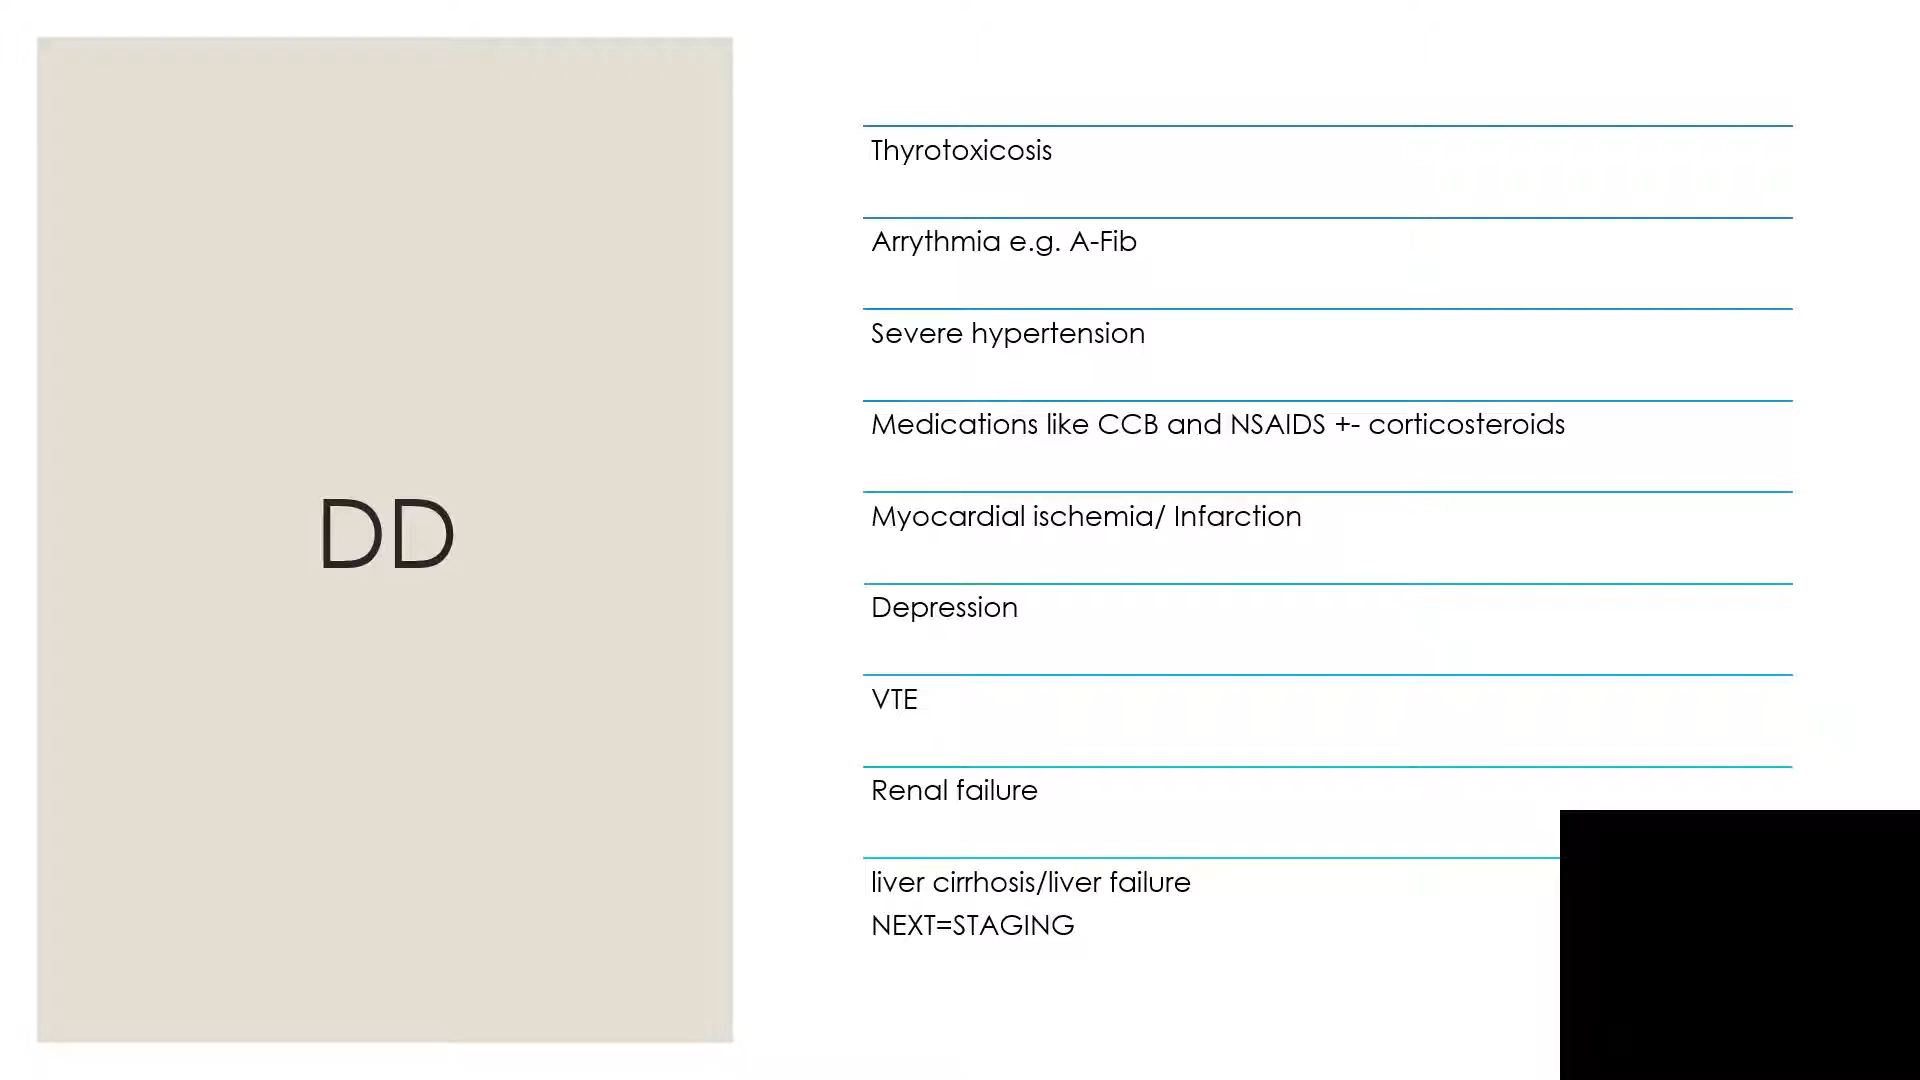 DD
Thyrotoxicosis
Arrythmia e.g. A-Fib
Severe hypertension
Medications like CCB and NSAIDS +- corticosteroids
Myocardial ischemia/ Infarction
Depression
VTE
Renal failure
liver cirrhosis/liver failure
NEXT=STAGING